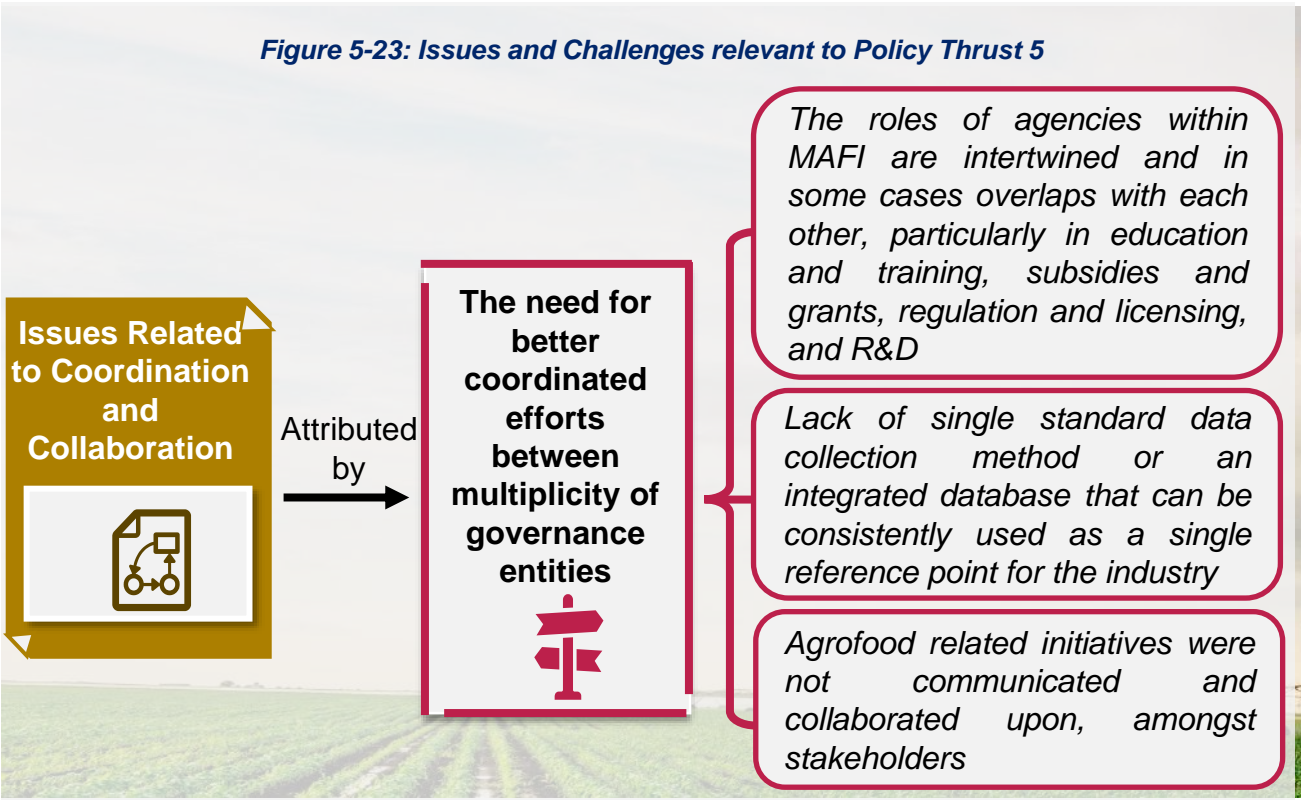 Figure 5-23: Issues and Challenges relevant to Policy Thrust 5
Issues Related
to Coordination
and
Collaboration
Attributed
by
The need for
better
coordinated
efforts
between
multiplicity of
governance
entities
The roles of agencies within
MAFI are intertwined and in
some cases overlaps with each
other, particularly in education
and training, subsidies and
grants, regulation and licensing,
and R&D
Lack of single standard data
collection method or an
integrated database that can be
consistently used as a single
reference point for the industry
Agrofood related initiatives were
not communicated and
collaborated upon, amongst
stakeholders